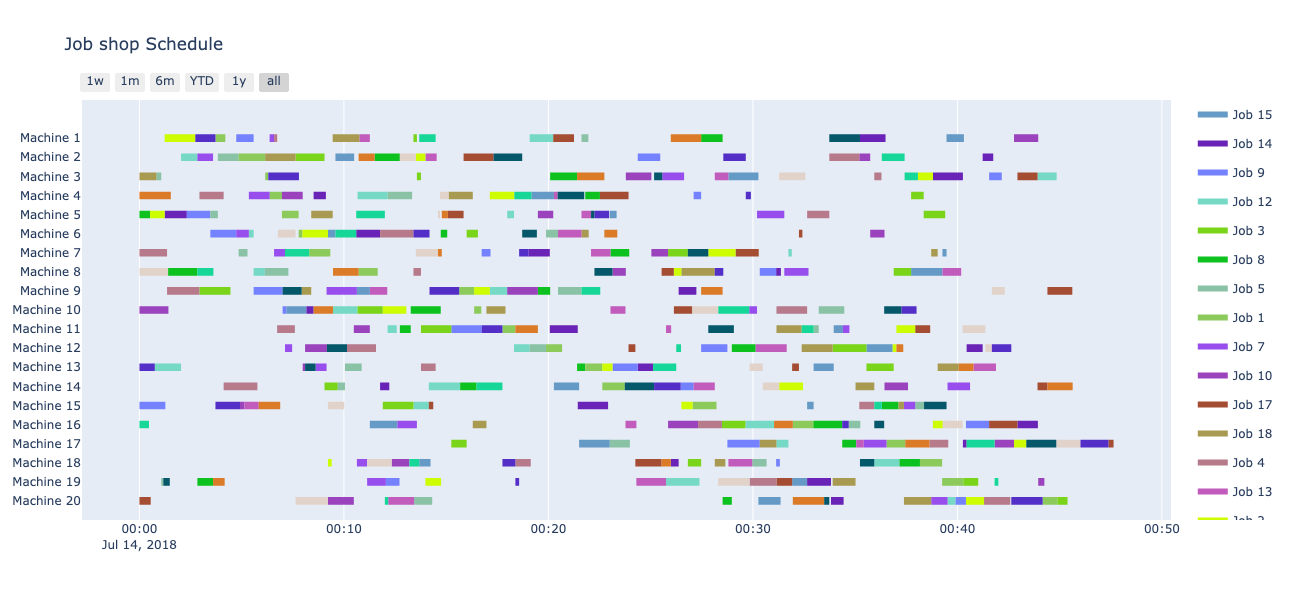 Job shop Schedule
1w 1m 6m YTD 1y all
Machine 1
Machine 2
Machine 3
Machine 4
Machine 5
Machine 6
Machine 7
Machine 8
Machine 9
Machine 10
Machine 11
Machine 12
Machine 13
Machine 14
Machine 15
Machine 16
Machine 17
Machine 18
Machine 19
Machine 20
00:00 00:10 00:20 00:30 00:40 00:50
Jul 14, 2018
Job 15
Job 14
Job 9
Job 12
Job 3
Job 8
Job 5
Job 1
Job 7
Job 10
Job 17
Job 18
Job 4
Job 13